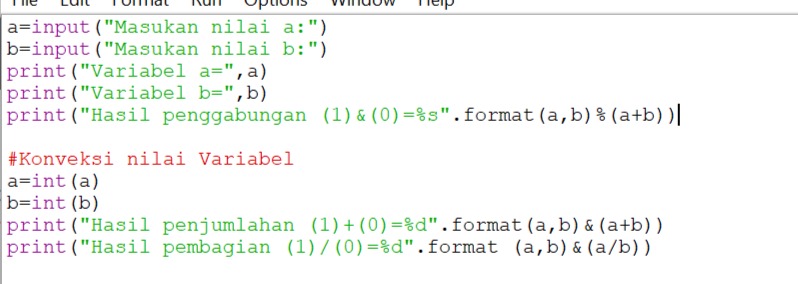 File Edit Format Run Options Window Help
a=input("Masukan nilai a:")
b=input("Masukan nilai b:")
print("Variabel a=",a)
print("Variabel b=",b)
print("Hasil penggabungan (1)&(0)=%s".format(a,b)%(a+b))
#Konveksi nilai Variabel
a=int(a)
b=int(b)
print("Hasil penjumlahan (1)+(0)=%d".format(a,b)&(a+b))
print("Hasil pembagian (1)/(0)=%d".format (a,b)&(a/b))